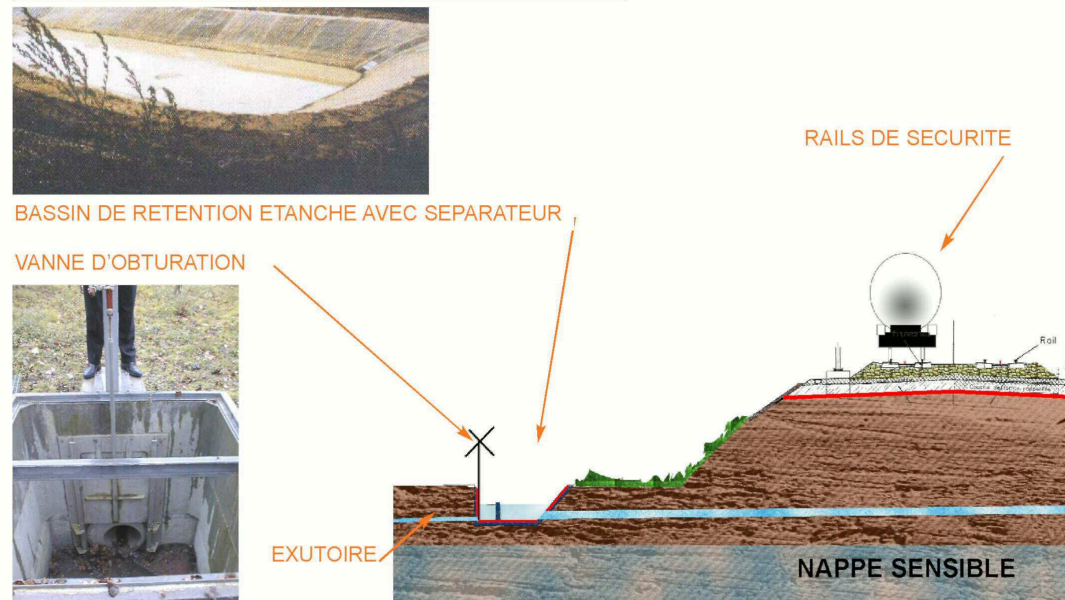 RAILS DE SECURITE
BASSIN DE RETENTION ETANCHE AVEC SEPARATEUR
VANNE D'OBTURATION
Rail
EXUTOIRE
NAPPE SENSIBLE